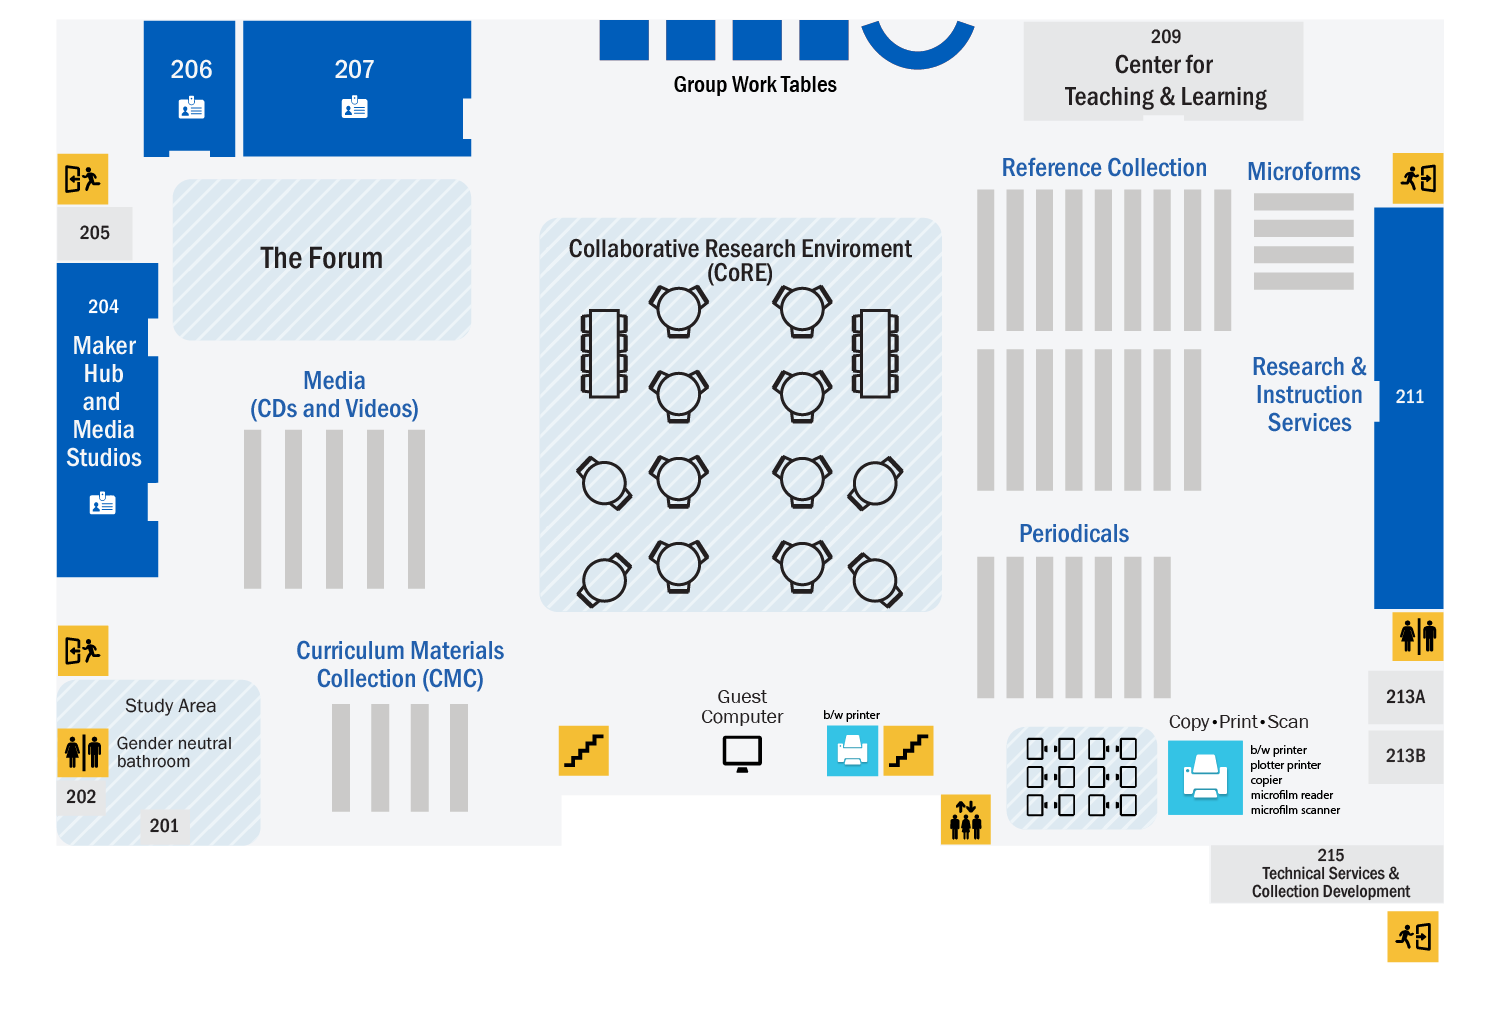 206
207
Group Work Tables
209
Center for
Teaching & Learning
Reference Collection
Microforms
205
The Forum
Collaborative Research Enviroment
(CoRE)
204
Maker
Hub
and
Media
Studios
Media
(CDs and Videos)
Research &
Instruction
Services
211
Periodicals
Curriculum Materials
Collection (CMC)
Study Area
Gender neutral
bathroom
202
201
Guest
Computer
b/w printer
Copy•Print•Scan
b/w printer
plotter printer
copier
microfilm reader
microfilm scanner
213A
213B
215
Technical Services &
Collection Development